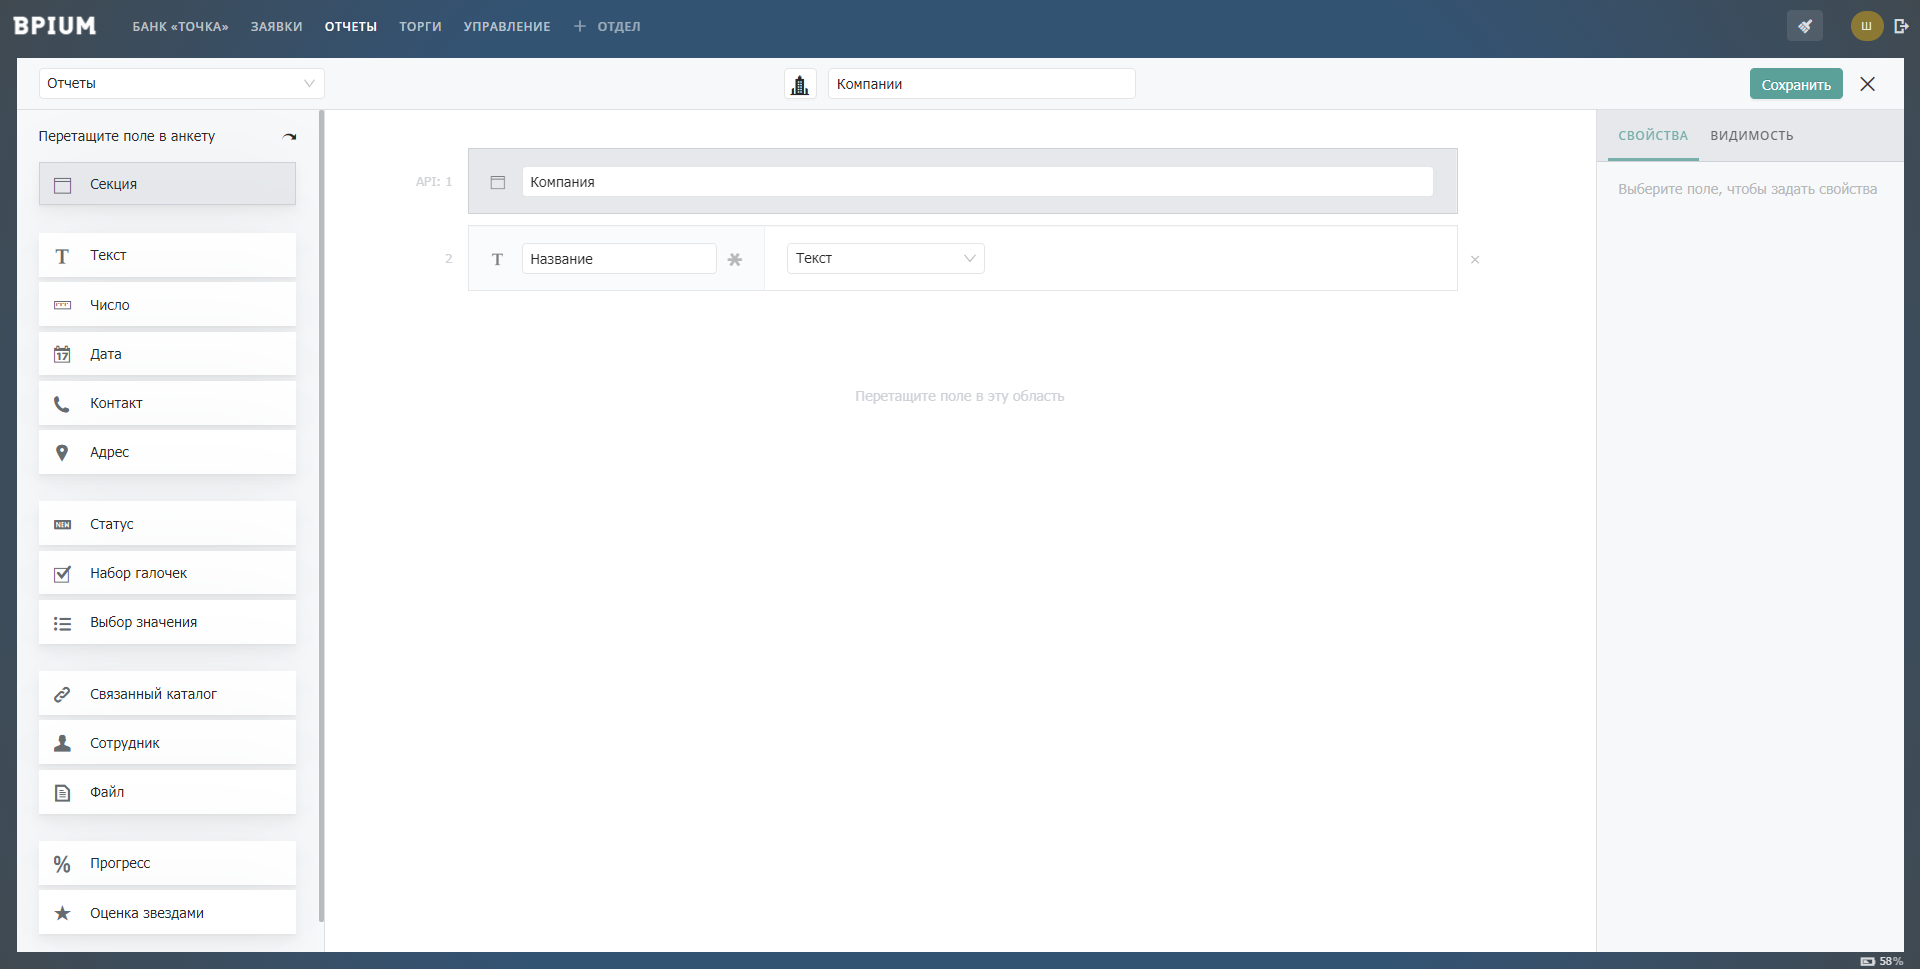 BPIUM
БАНК «ТОЧКА»
ЗАЯВКИ
ОТЧЕТЫ
ТОРГИ
УПРАВЛЕНИЕ
+ ОТДЕЛ
Ш
Отчеты
Компании
Сохранить
Перетащите поле в анкету
Секция
Текст
Число
17
Дата
Контакт
Адрес
NEW
Статус
Набор галочек
Выбор значения
Связанный каталог
Сотрудник
Файл
% Прогресс
Оценка звездами
API: 1
Компания
2
T
Название
Текст
Перетащите поле в эту область
СВОЙСТВА
ВИДИМОСТЬ
Выберите поле, чтобы задать свойства
58%